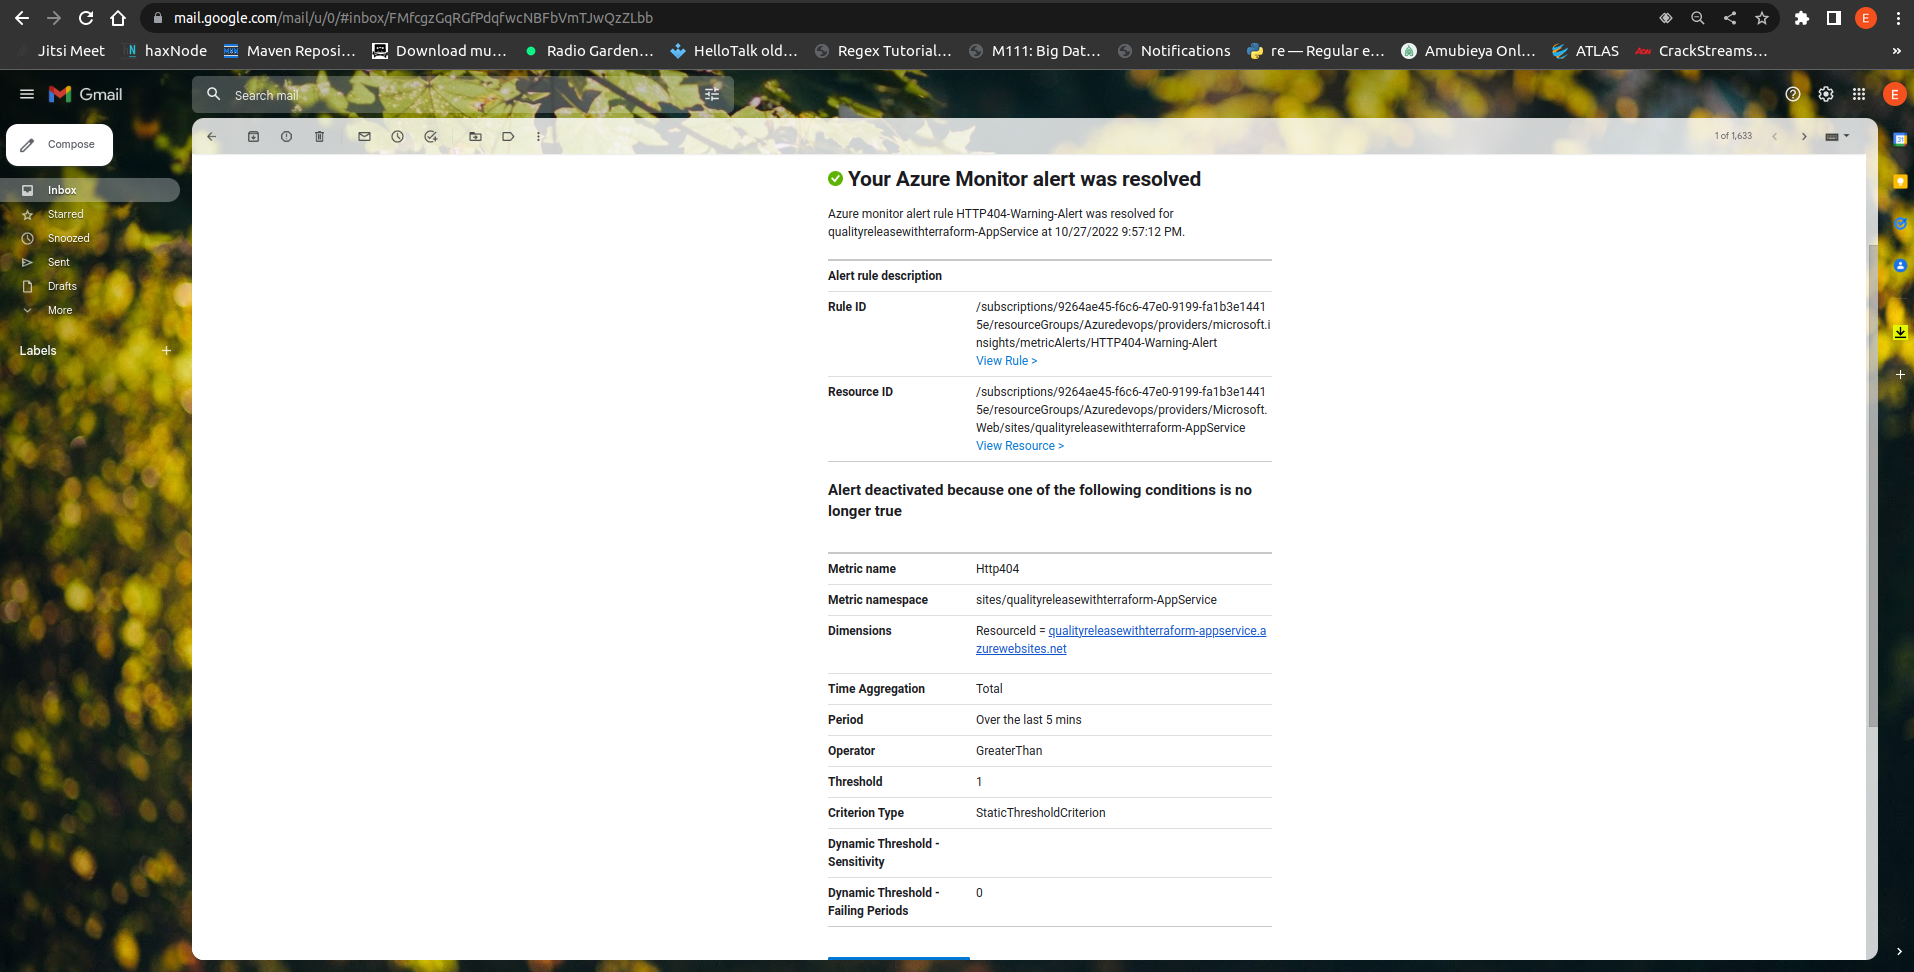 mail.google.com/mail/u/0/#inbox/FMfcgzGqRGfPdqfwcNBFbVmTJwQzZLbb
E
Jitsi Meet
haxNode
Maven Reposi...
Download mu...
Radio Garden...
HelloTalk old...
Regex Tutorial...
M111: Big Dat...
Notifications
re — Regular e...
Amubieya Onl...
ATLAS
CrackStreams...
»
Gmail
Search mail
E
Compose
1 of 1,633
Inbox
Starred
Snoozed
Sent
Drafts
More
Labels
Your Azure Monitor alert was resolved
Azure monitor alert rule HTTP404-Warning-Alert was resolved for
qualityreleasewithterraform-AppService at 10/27/2022 9:57:12 PM.
Alert rule description
Rule ID
/subscriptions/9264ae45-f6c6-47e0-9199-fa1b3e1441
5e/resourceGroups/Azuredevops/providers/microsoft.i
nsights/metricAlerts/HTTP404-Warning-Alert
View Rule >
Resource ID
/subscriptions/9264ae45-f6c6-47e0-9199-fa1b3e1441
5e/resourceGroups/Azuredevops/providers/Microsoft.
Web/sites/qualityreleasewithterraform-AppService
View Resource >
Alert deactivated because one of the following conditions is no
longer true
Metric name
Http404
Metric namespace
sites/qualityreleasewithterraform-AppService
Dimensions
ResourceId = qualityreleasewithterraform-appservice.a
zurewebsites.net
Time Aggregation
Total
Period
Over the last 5 mins
Operator
GreaterThan
Threshold
1
Criterion Type
StaticThresholdCriterion
Dynamic Threshold -
Sensitivity
Dynamic Threshold -
Failing Periods
0